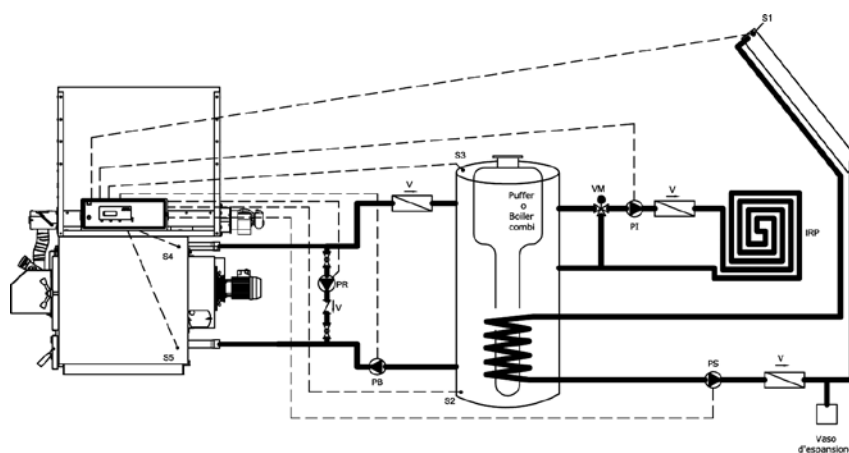 S1
S3
V
Puffer
o
Boiler
combi
VM
V
PI
IRP
S4
PR
V
S5
PB
S2
PS
V
Vaso
d'espansione